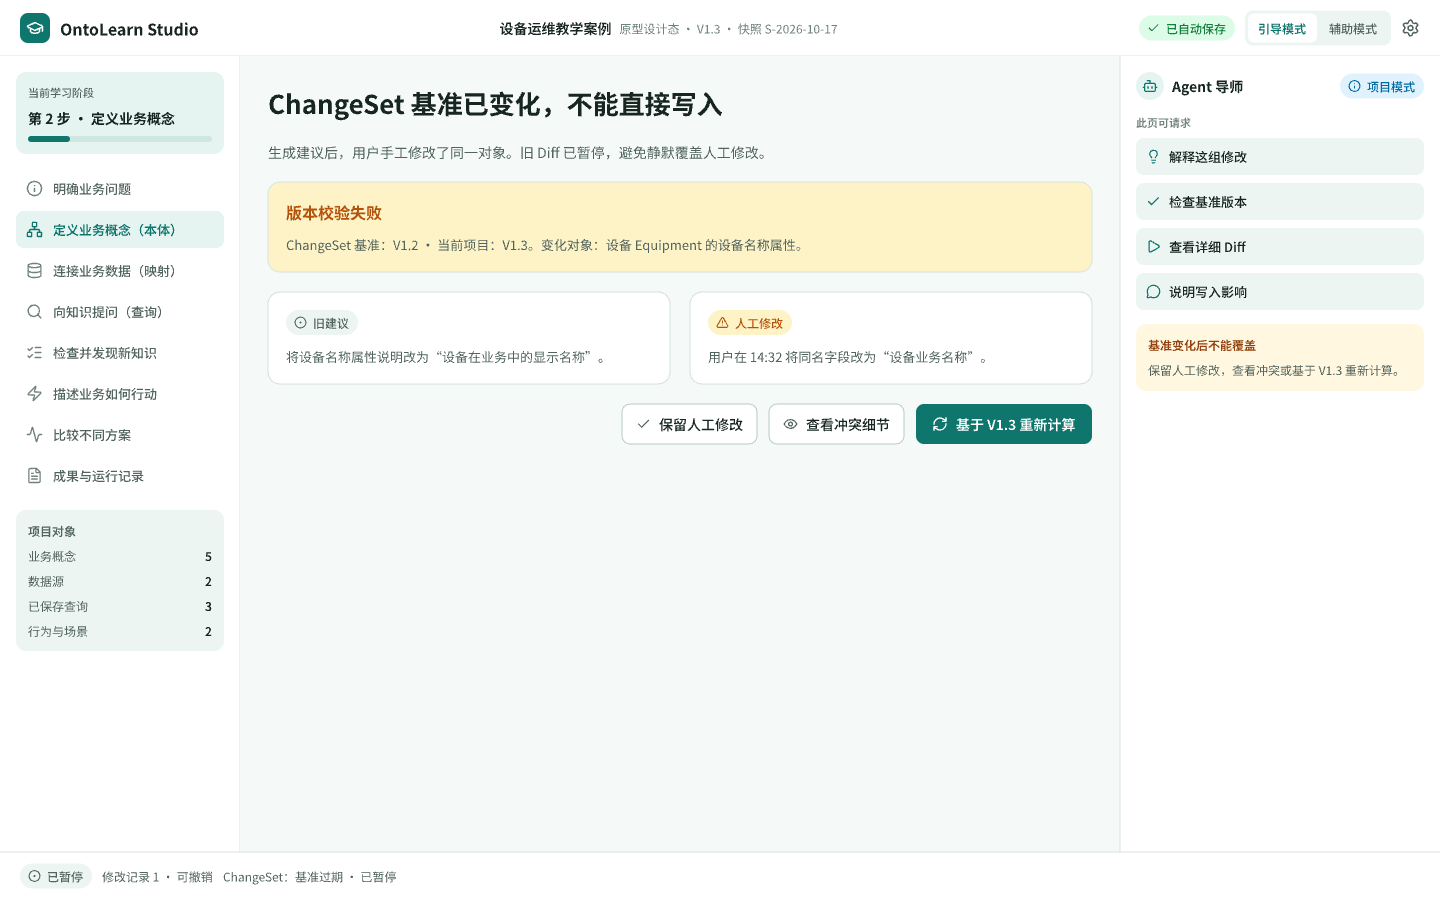 OntoLearn Studio
设备运维教学案例 原型设计态 · V1.3 · 快照 S-2026-10-17
已自动保存
引导模式
辅助模式
当前学习阶段
第 2 步 · 定义业务概念
明确业务问题
定义业务概念（本体）
连接业务数据（映射）
向知识提问（查询）
检查并发现新知识
描述业务如何行动
比较不同方案
成果与运行记录
项目对象
业务概念 5
数据源 2
已保存查询 3
行为与场景 2
ChangeSet 基准已变化，不能直接写入
生成建议后，用户手工修改了同一对象。旧 Diff 已暂停，避免静默覆盖人工修改。
版本校验失败
ChangeSet 基准：V1.2 · 当前项目：V1.3。变化对象：设备 Equipment 的设备名称属性。
旧建议
将设备名称属性说明改为“设备在业务中的显示名称”。
人工修改
用户在 14:32 将同名字段改为“设备业务名称”。
保留人工修改
查看冲突细节
基于 V1.3 重新计算
Agent 导师
项目模式
此页可请求
解释这组修改
检查基准版本
查看详细 Diff
说明写入影响
基准变化后不能覆盖
保留人工修改，查看冲突或基于 V1.3 重新计算。
已暂停
修改记录 1 · 可撤销
ChangeSet：基准过期 · 已暂停